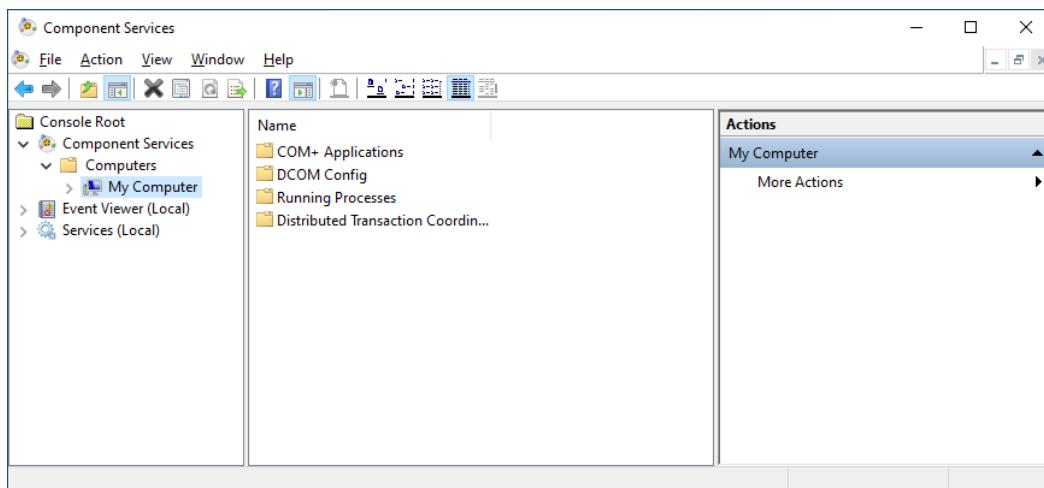 Component Services
File Action View Window Help
Console Root
Component Services
Computers
My Computer
Event Viewer (Local)
Services (Local)
Name
COM+ Applications
DCOM Config
Running Processes
Distributed Transaction Coordin...
Actions
My Computer
More Actions